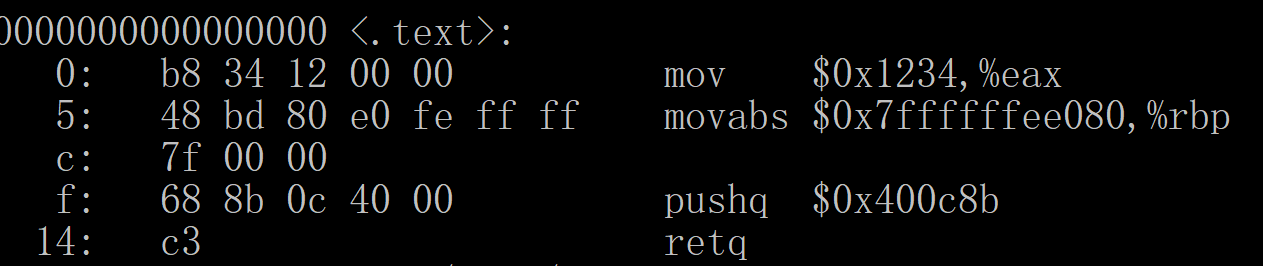 0000000000000000 <.text>:
0: b8 34 12 00 00 mov $0x1234,%eax
5: 48 bd 80 e0 fe ff ff movabs $0x7ffffffee080,%rbp
c: 7f 00 00
f: 68 8b 0c 40 00 pushq $0x400c8b
14: c3 retq